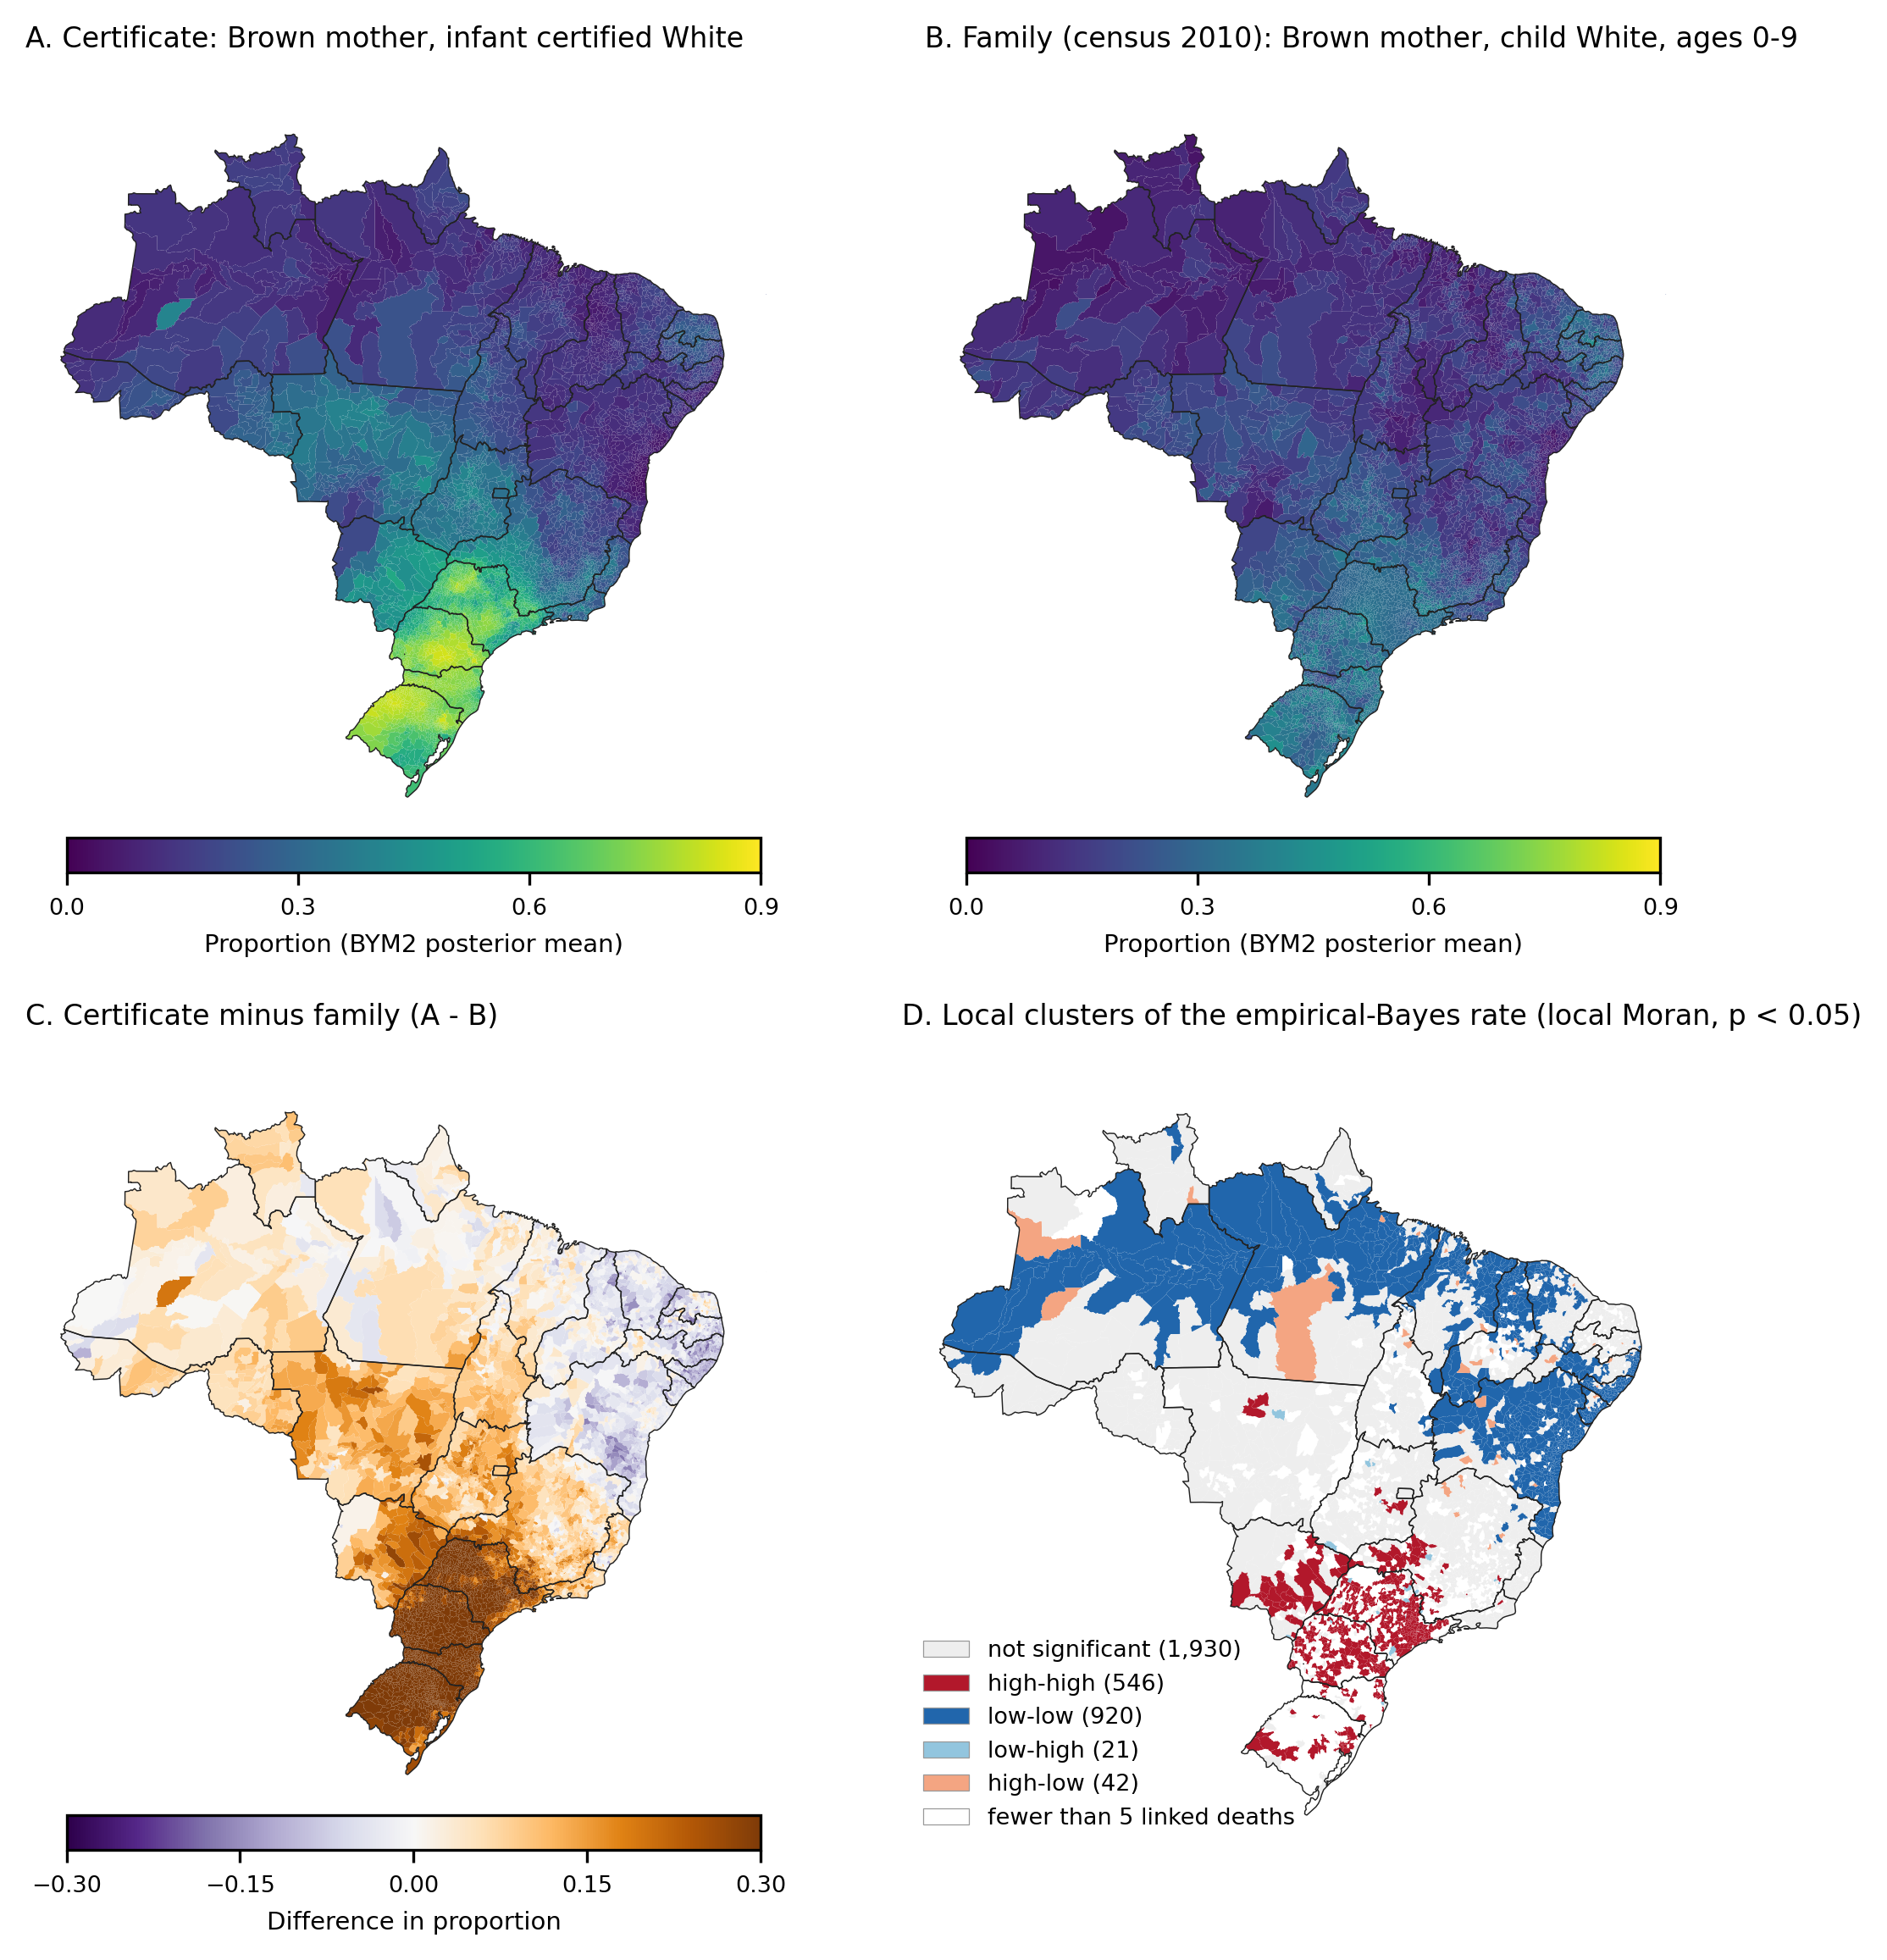 A. Certificate: Brown mother, infant certified White
B. Family (census 2010): Brown mother, child White, ages 0-9
0.0 0.3 0.6 0.9
Proportion (BYM2 posterior mean)
0.0 0.3 0.6 0.9
Proportion (BYM2 posterior mean)
C. Certificate minus family (A - B)
D. Local clusters of the empirical-Bayes rate (local Moran, p < 0.05)
−0.30 −0.15 0.00 0.15 0.30
Difference in proportion
not significant (1,930)
high-high (546)
low-low (920)
low-high (21)
high-low (42)
fewer than 5 linked deaths